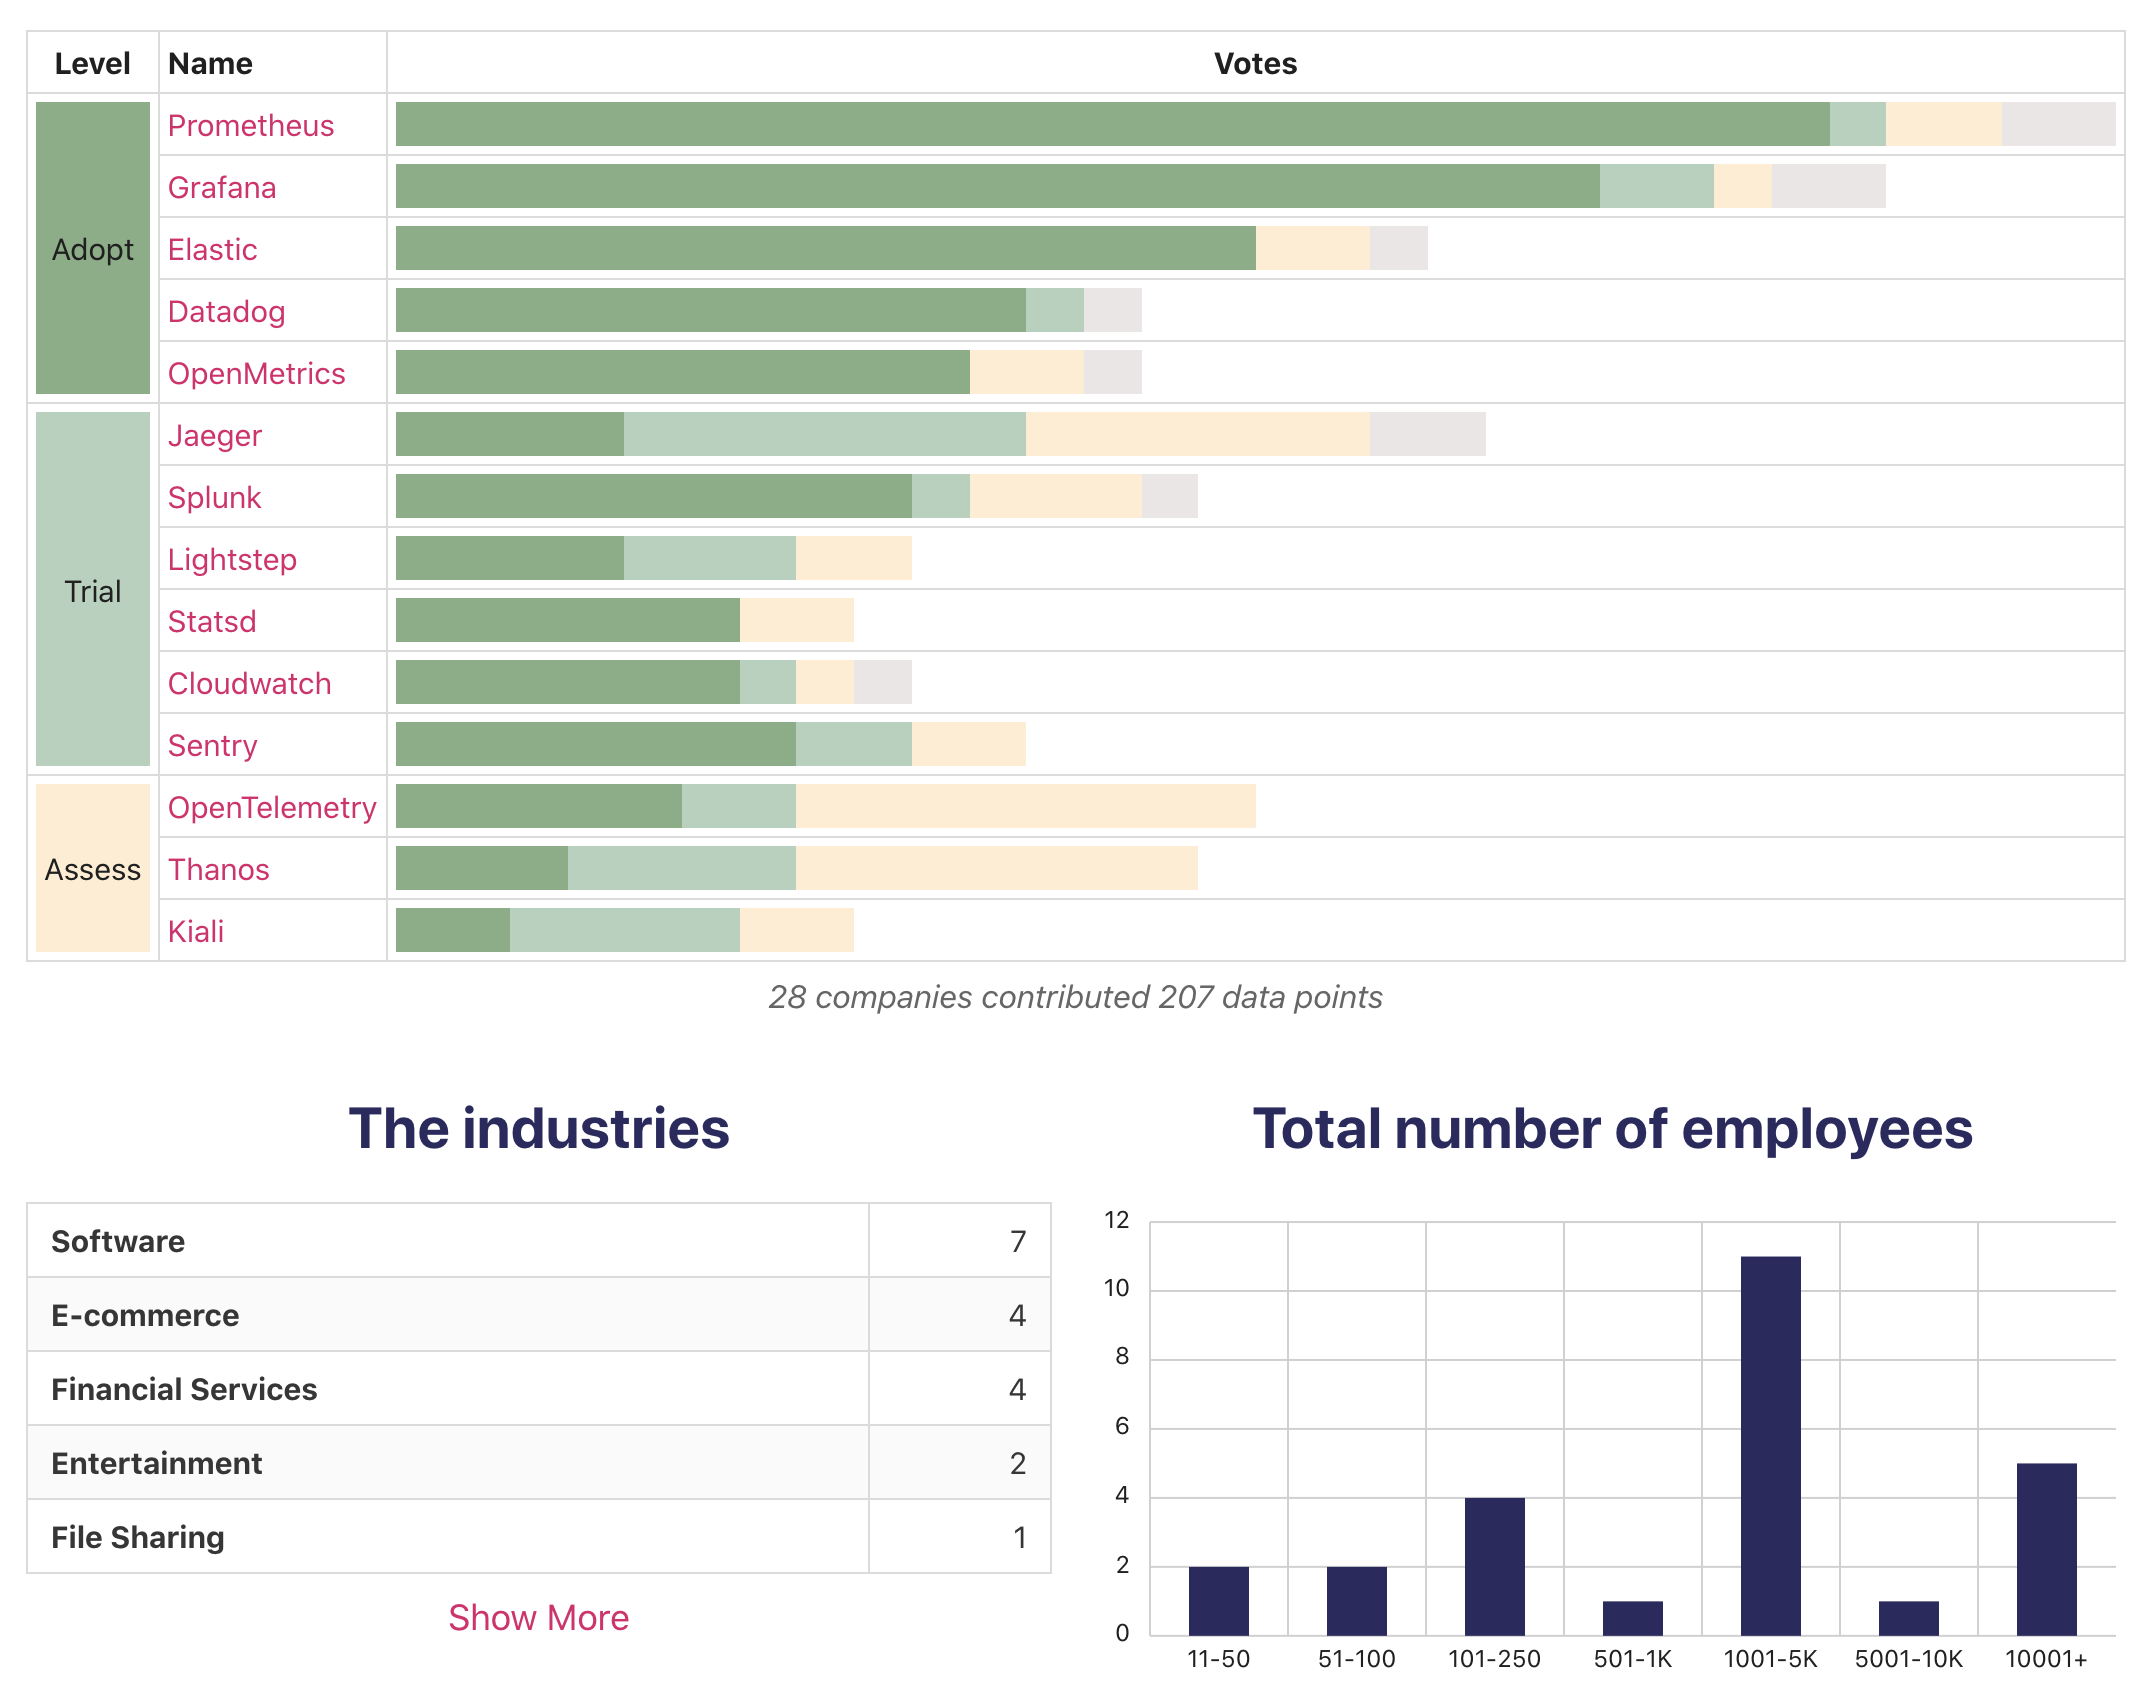 Level Name Votes
Adopt
Prometheus
Grafana
Elastic
Datadog
OpenMetrics
Trial
Jaeger
Splunk
Lightstep
Statsd
Cloudwatch
Sentry
Assess
OpenTelemetry
Thanos
Kiali
28 companies contributed 207 data points
The industries
Software 7
E-commerce 4
Financial Services 4
Entertainment 2
File Sharing 1
Show More
Total number of employees
12
10
8
6
4
2
0
11-50 51-100 101-250 501-1K 1001-5K 5001-10K 10001+